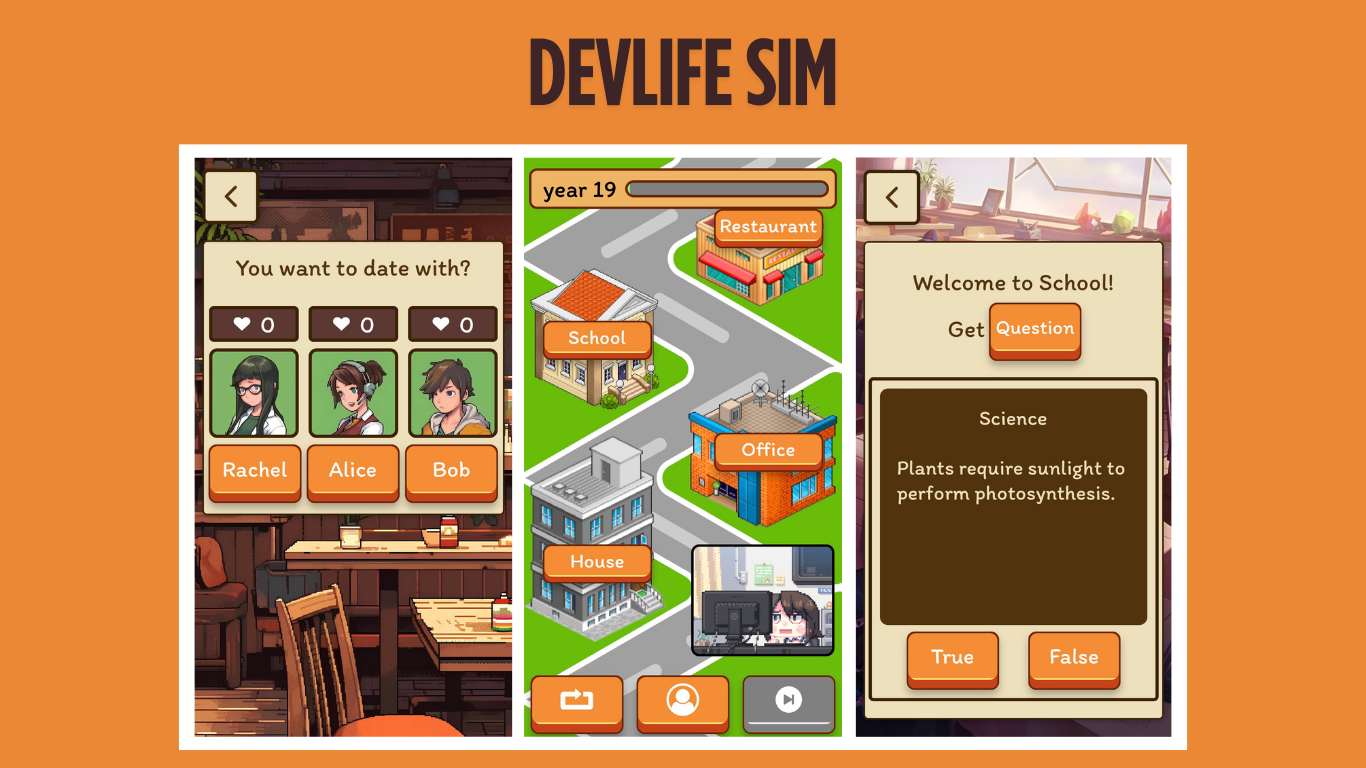 DEVLIFE SIM
You want to date with?
0 0 0
Rachel Alice Bob
year 19
Restaurant
School
Office
House
Welcome to School!
Get Question
Science
Plants require sunlight to
perform photosynthesis.
True False